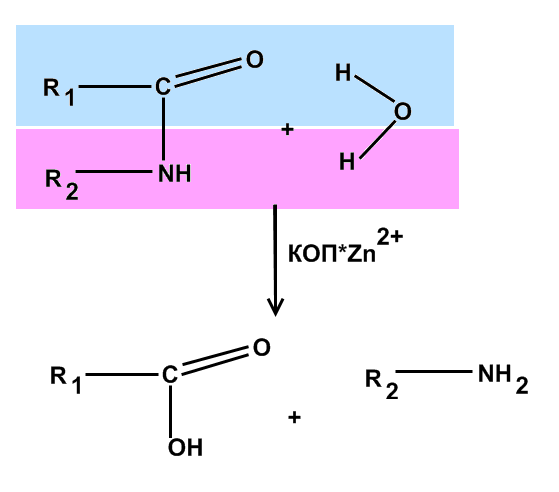 R1 C O H
+ O
R2 NH H
КОП*Zn2+
R1 C O R2 NH2
+
OH